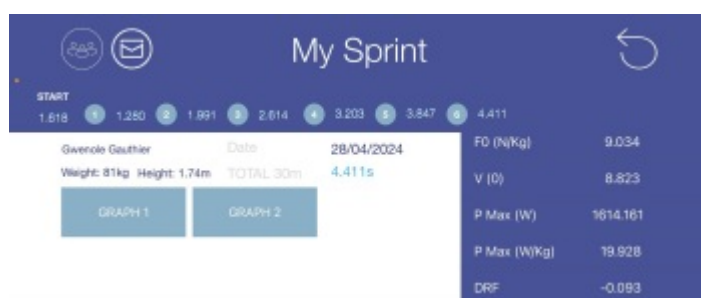 My Sprint
START
1.618 1 1.280 2 1.991 3 2.614 4 3.203 5 3.847 6 4.411
Gwenole Gauthier Date 28/04/2024
Weight: 81kg Height: 1.74m TOTAL 30m 4.411s
GRAPH 1 GRAPH 2
F0 (N/Kg) 9.034
V (0) 8.823
P Max (W) 1614.161
P Max (W/Kg) 19.928
DRF -0.093